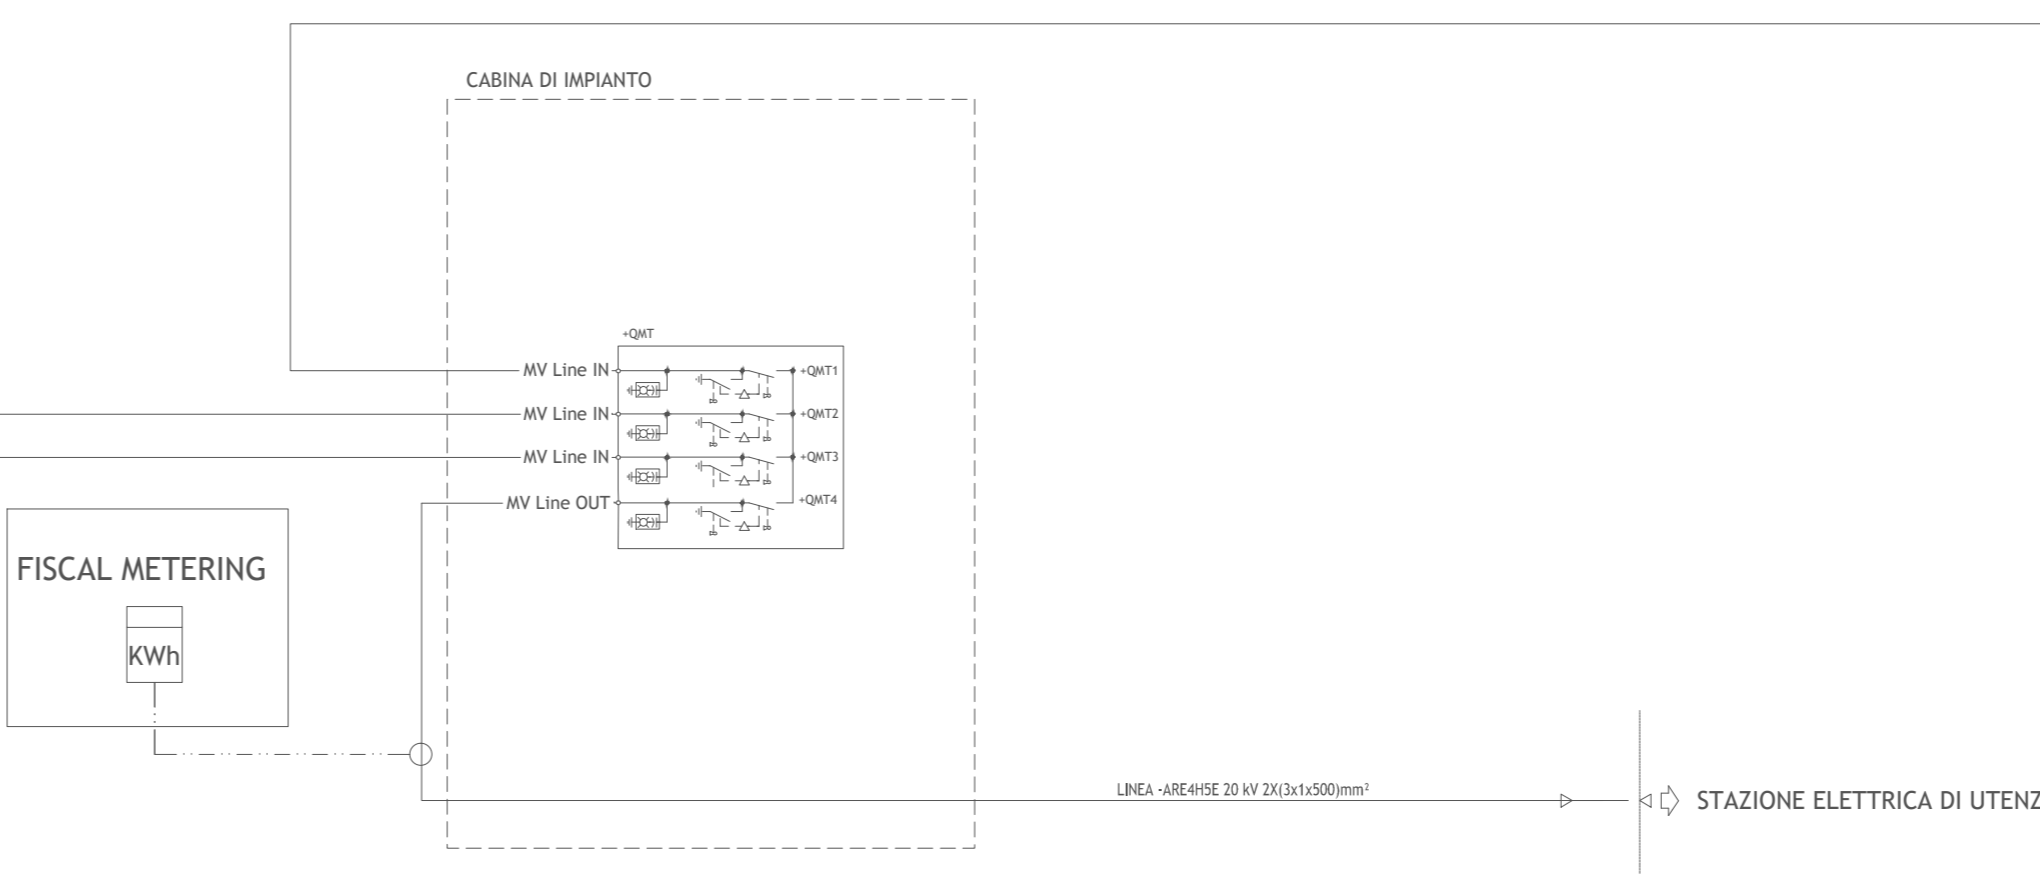 CABINA DI IMPIANTO
+QMT
MV Line IN
+QMT1
MV Line IN
+QMT2
MV Line IN
+QMT3
MV Line OUT
+QMT4
FISCAL METERING
KWh
LINEA -ARE4H5E 20 kV 2X(3x1x500)mm²
STAZIONE ELETTRICA DI UTENZ